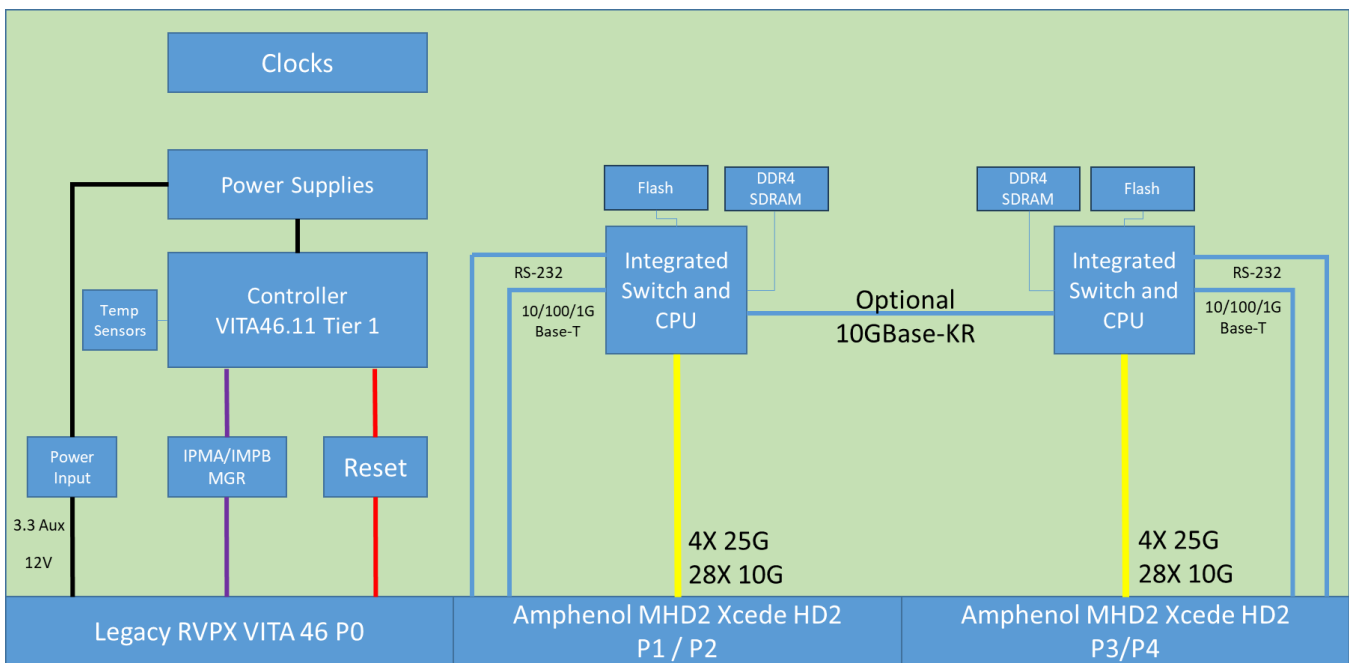 Clocks
Power Supplies
Controller
VITA46.11 Tier 1
Temp
Sensors
Power
Input
IPMA/IMPB
MGR
Reset
3.3 Aux
12V
Legacy RVPX VITA 46 P0
Flash
DDR4
SDRAM
Integrated
Switch and
CPU
RS-232
10/100/1G
Base-T
Optional
10GBase-KR
4X 25G
28X 10G
Amphenol MHD2 Xcede HD2
P1 / P2
DDR4
SDRAM
Flash
Integrated
Switch and
CPU
RS-232
10/100/1G
Base-T
4X 25G
28X 10G
Amphenol MHD2 Xcede HD2
P3/P4